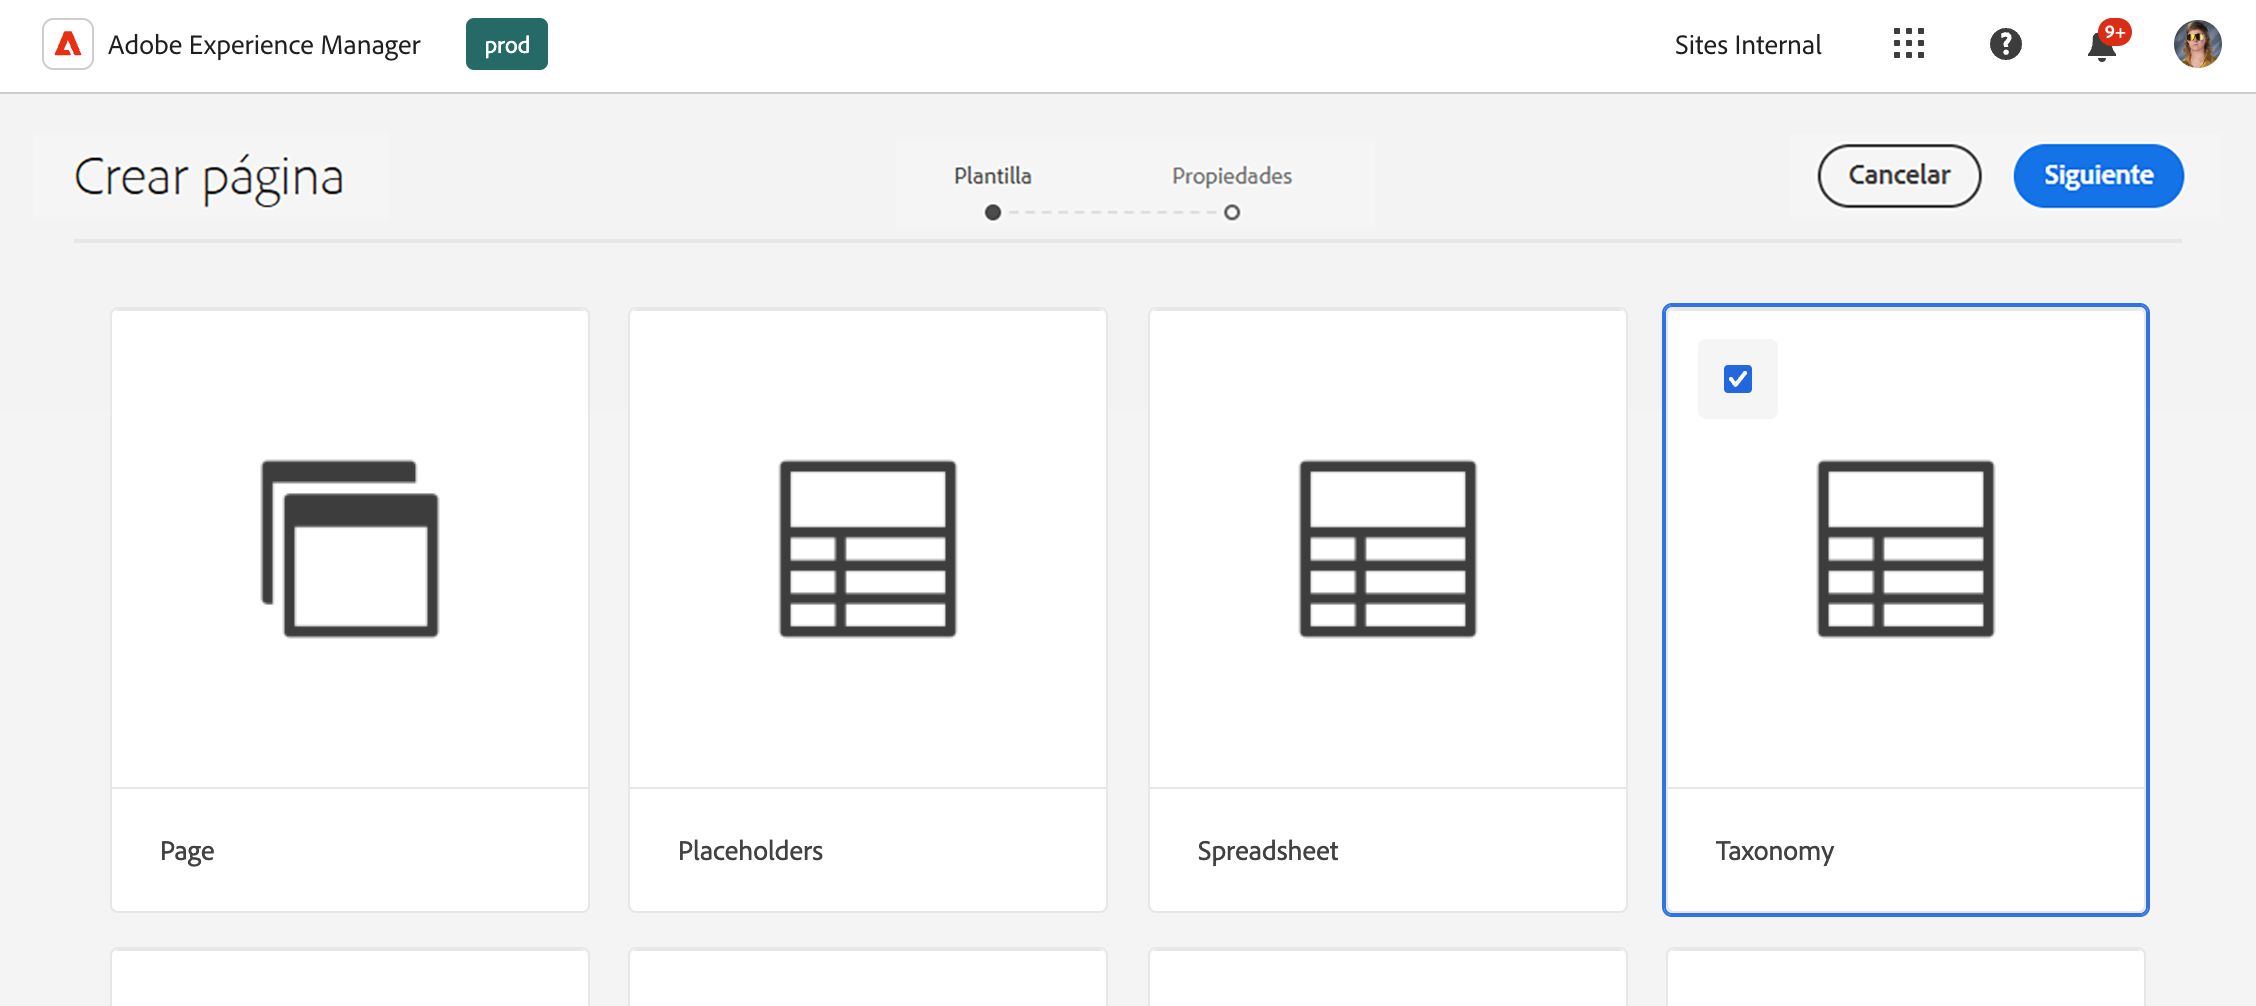 Adobe Experience Manager
prod
Sites Internal
9+
Crear página
Plantilla
Propiedades
Cancelar
Siguiente
Page
Placeholders
Spreadsheet
Taxonomy